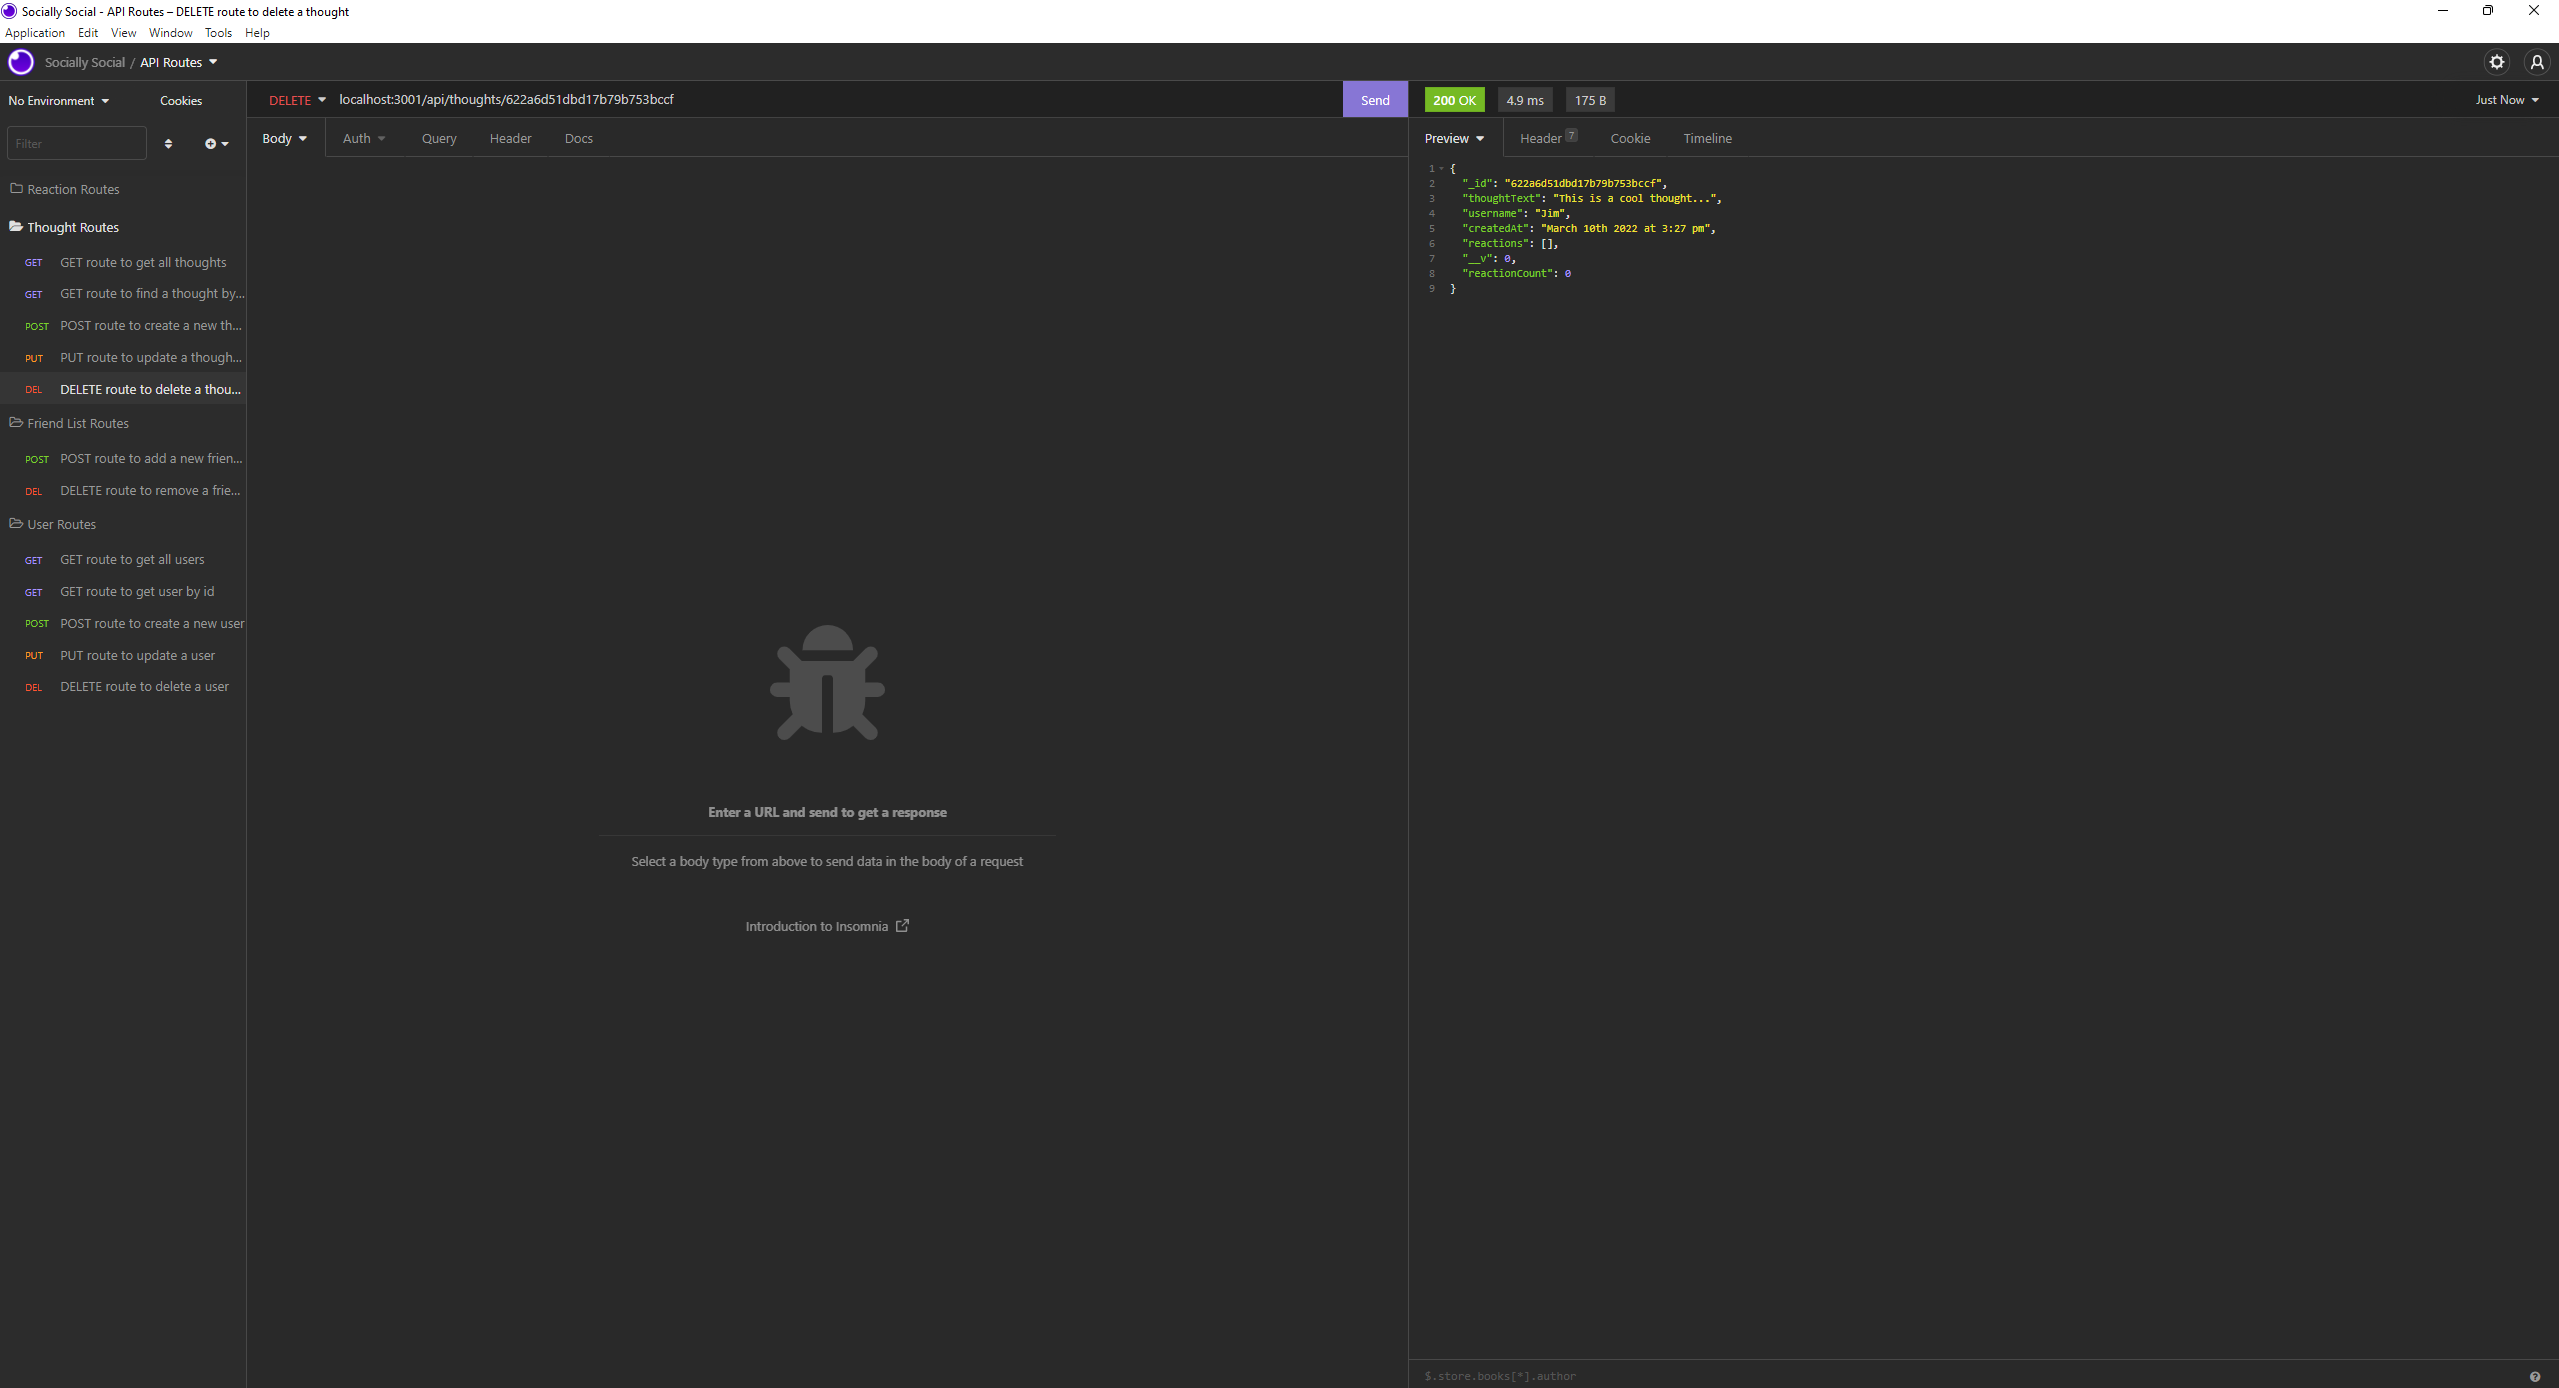 Socially Social - API Routes – DELETE route to delete a thought
Application Edit View Window Tools Help
Socially Social / API Routes
No Environment Cookies
Filter
Reaction Routes
Thought Routes
GET GET route to get all thoughts
GET GET route to find a thought by...
POST POST route to create a new th...
PUT PUT route to update a though...
DEL DELETE route to delete a thou...
Friend List Routes
POST POST route to add a new frien...
DEL DELETE route to remove a frie...
User Routes
GET GET route to get all users
GET GET route to get user by id
POST POST route to create a new user
PUT PUT route to update a user
DEL DELETE route to delete a user
DELETE localhost:3001/api/thoughts/622a6d51dbd17b79b753bccf Send
Body Auth Query Header Docs
Enter a URL and send to get a response
Select a body type from above to send data in the body of a request
Introduction to Insomnia
200 OK 4.9 ms 175 B Just Now
Preview Header 7 Cookie Timeline
1 {
2 "_id": "622a6d51dbd17b79b753bccf",
3 "thoughtText": "This is a cool thought...",
4 "username": "Jim",
5 "createdAt": "March 10th 2022 at 3:27 pm",
6 "reactions": [],
7 "__v": 0,
8 "reactionCount": 0
9 }
$.store.books[*].author